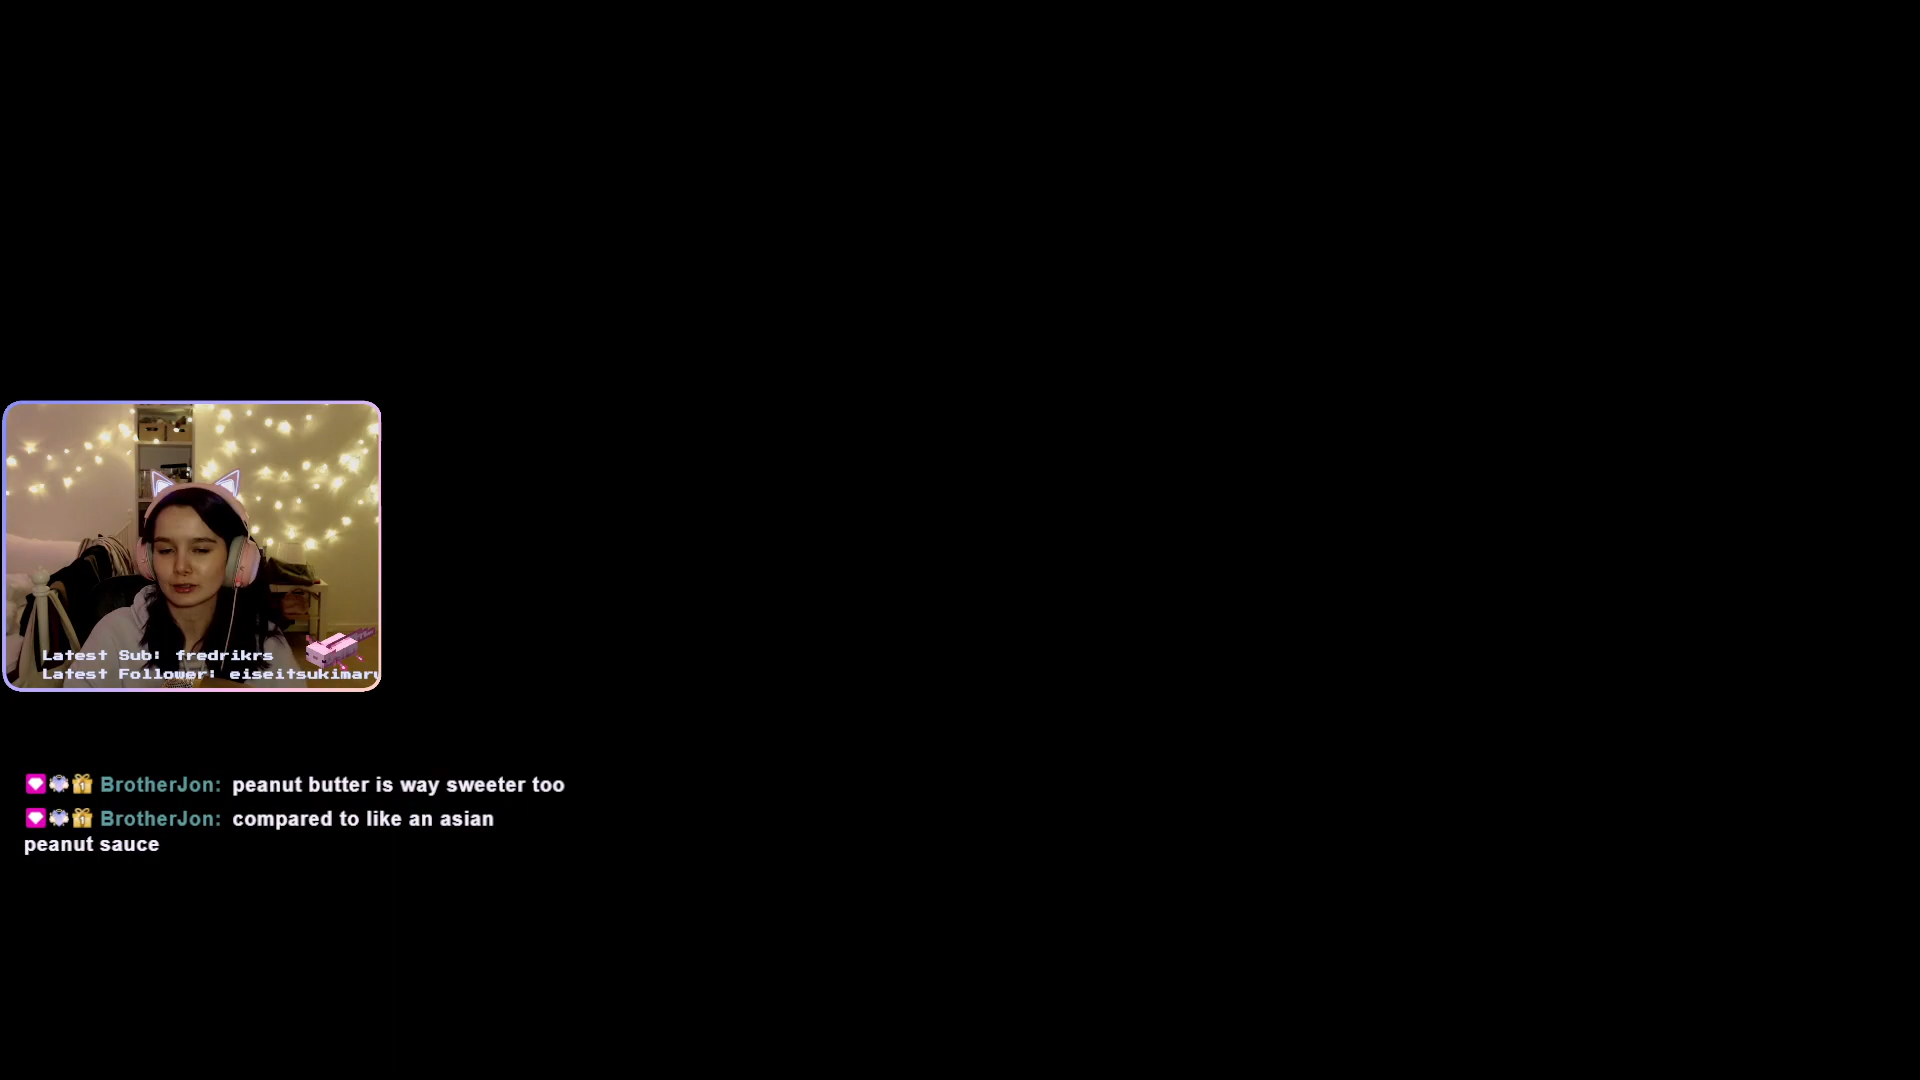 Latest Sub: fredrikrs
Latest Follower: eiseitsukimaru
BrotherJon: peanut butter is way sweeter too
BrotherJon: compared to like an asian
peanut sauce